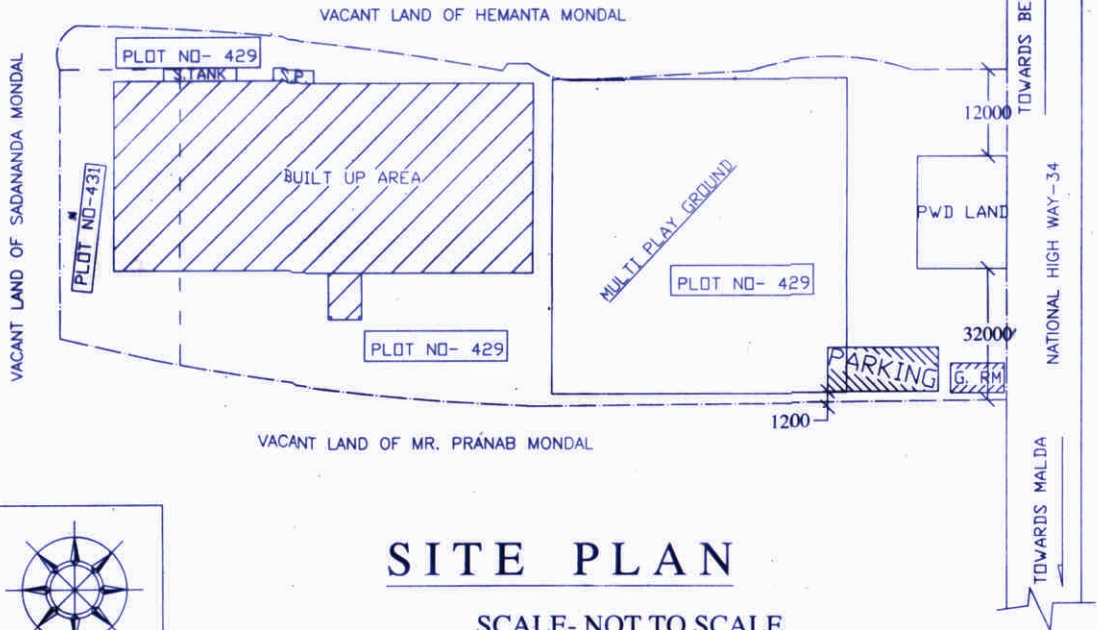 VACANT LAND OF HEMANTA MONDAL
TOWARDS BE
PLOT NO- 429
S.TANK
S.P.
12000
VACANT LAND OF SADANANDA MONDAL
PLOT NO-431
BUILT UP AREA
MULTI PLAY GROUND
PLOT NO- 429
PWD LAND
NATIONAL HIGH WAY-34
32000
PLOT NO- 429
PARKING
G. RM
1200
VACANT LAND OF MR. PRANAB MONDAL
TOWARDS MALDA
SITE PLAN
SCALE- NOT TO SCALE